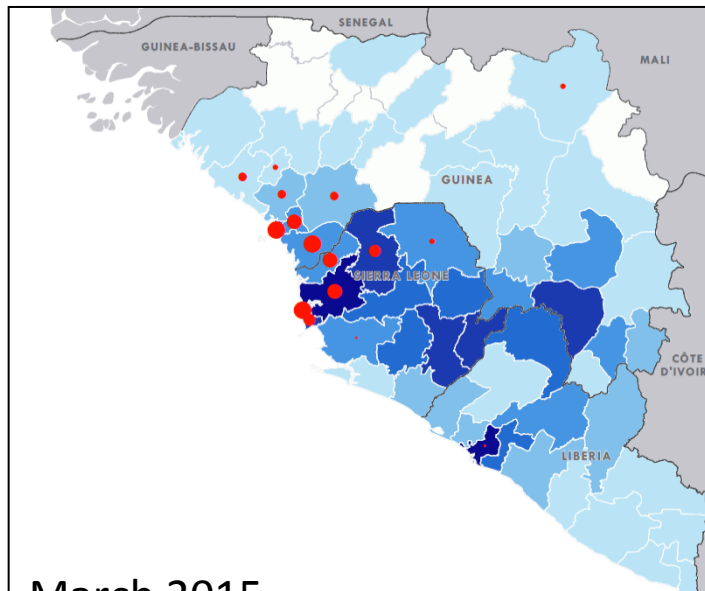 SENEGAL
GUINEA-BISSAU
MALI
GUINEA
SIERRA LEONE
CÔTE
D'IVOIR
LIBERIA
March 2015